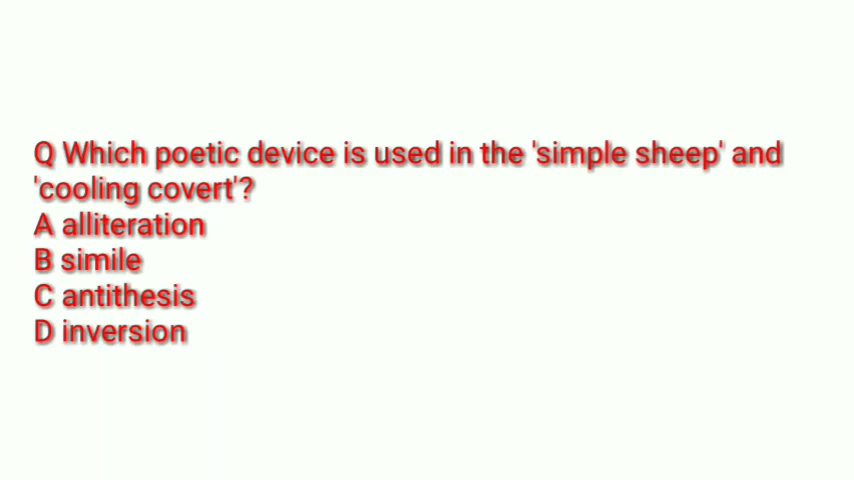 Q Which poetic device is used in the 'simple sheep' and
'cooling covert'?
A alliteration
B simile
C antithesis
D inversion